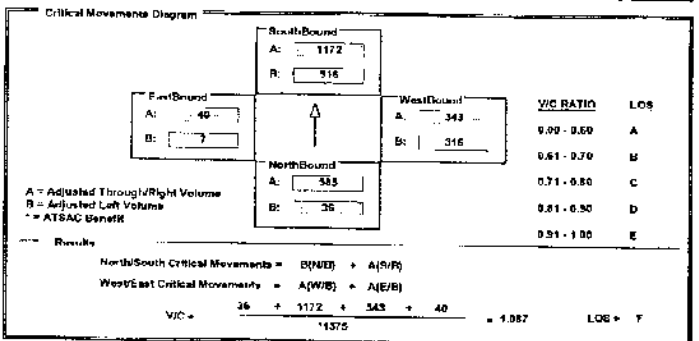 Critical Movements Diagram
SouthBound
A: 1172
B: 316
EastBound
A: 40
B: 7
WestBound
A: 343
B: 316
NorthBound
A: 585
B: 36
A = Adjusted Through/Right Volume
B = Adjusted Left Volume
* = ATSAC Benefit
V/C RATIO LOS
0.00 - 0.60 A
0.61 - 0.70 B
0.71 - 0.80 C
0.81 - 0.90 D
0.91 - 1.00 E
Results
North/South Critical Movements = B(N/B) + A(S/B)
West/East Critical Movements = A(W/B) + A(E/B)
V/C = 36 + 1172 + 343 + 40 = 1.087 LOS = F
*1375